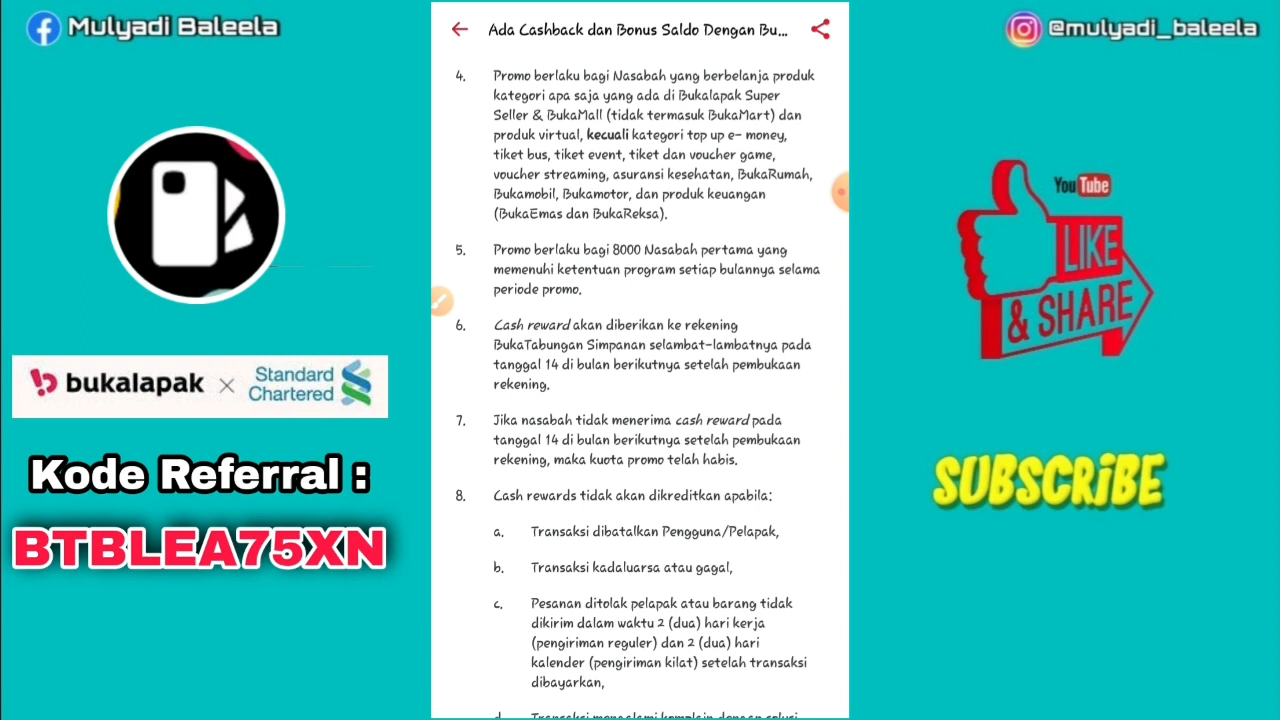 Mulyadi Baleela
bukalapak × Standard Chartered
Kode Referral :
BTBLEA75XN
Ada Cashback dan Bonus Saldo Dengan Bu...
4. Promo berlaku bagi Nasabah yang berbelanja produk
kategori apa saja yang ada di Bukalapak Super
Seller & BukaMall (tidak termasuk BukaMart) dan
produk virtual, kecuali kategori top up e- money,
tiket bus, tiket event, tiket dan voucher game,
voucher streaming, asuransi kesehatan, BukaRumah,
Bukamobil, Bukamotor, dan produk keuangan
(BukaEmas dan BukaReksa).
5. Promo berlaku bagi 8000 Nasabah pertama yang
memenuhi ketentuan program setiap bulannya selama
periode promo.
6. Cash reward akan diberikan ke rekening
BukaTabungan Simpanan selambat-lambatnya pada
tanggal 14 di bulan berikutnya setelah pembukaan
rekening.
7. Jika nasabah tidak menerima cash reward pada
tanggal 14 di bulan berikutnya setelah pembukaan
rekening, maka kuota promo telah habis.
8. Cash rewards tidak akan dikreditkan apabila:
a. Transaksi dibatalkan Pengguna/Pelapak,
b. Transaksi kadaluarsa atau gagal,
c. Pesanan ditolak pelapak atau barang tidak
dikirim dalam waktu 2 (dua) hari kerja
(pengiriman reguler) dan 2 (dua) hari
kalender (pengiriman kilat) setelah transaksi
dibayarkan,
@mulyadi_baleela
YouTube
LIKE
& SHARE
SUBSCRiBE